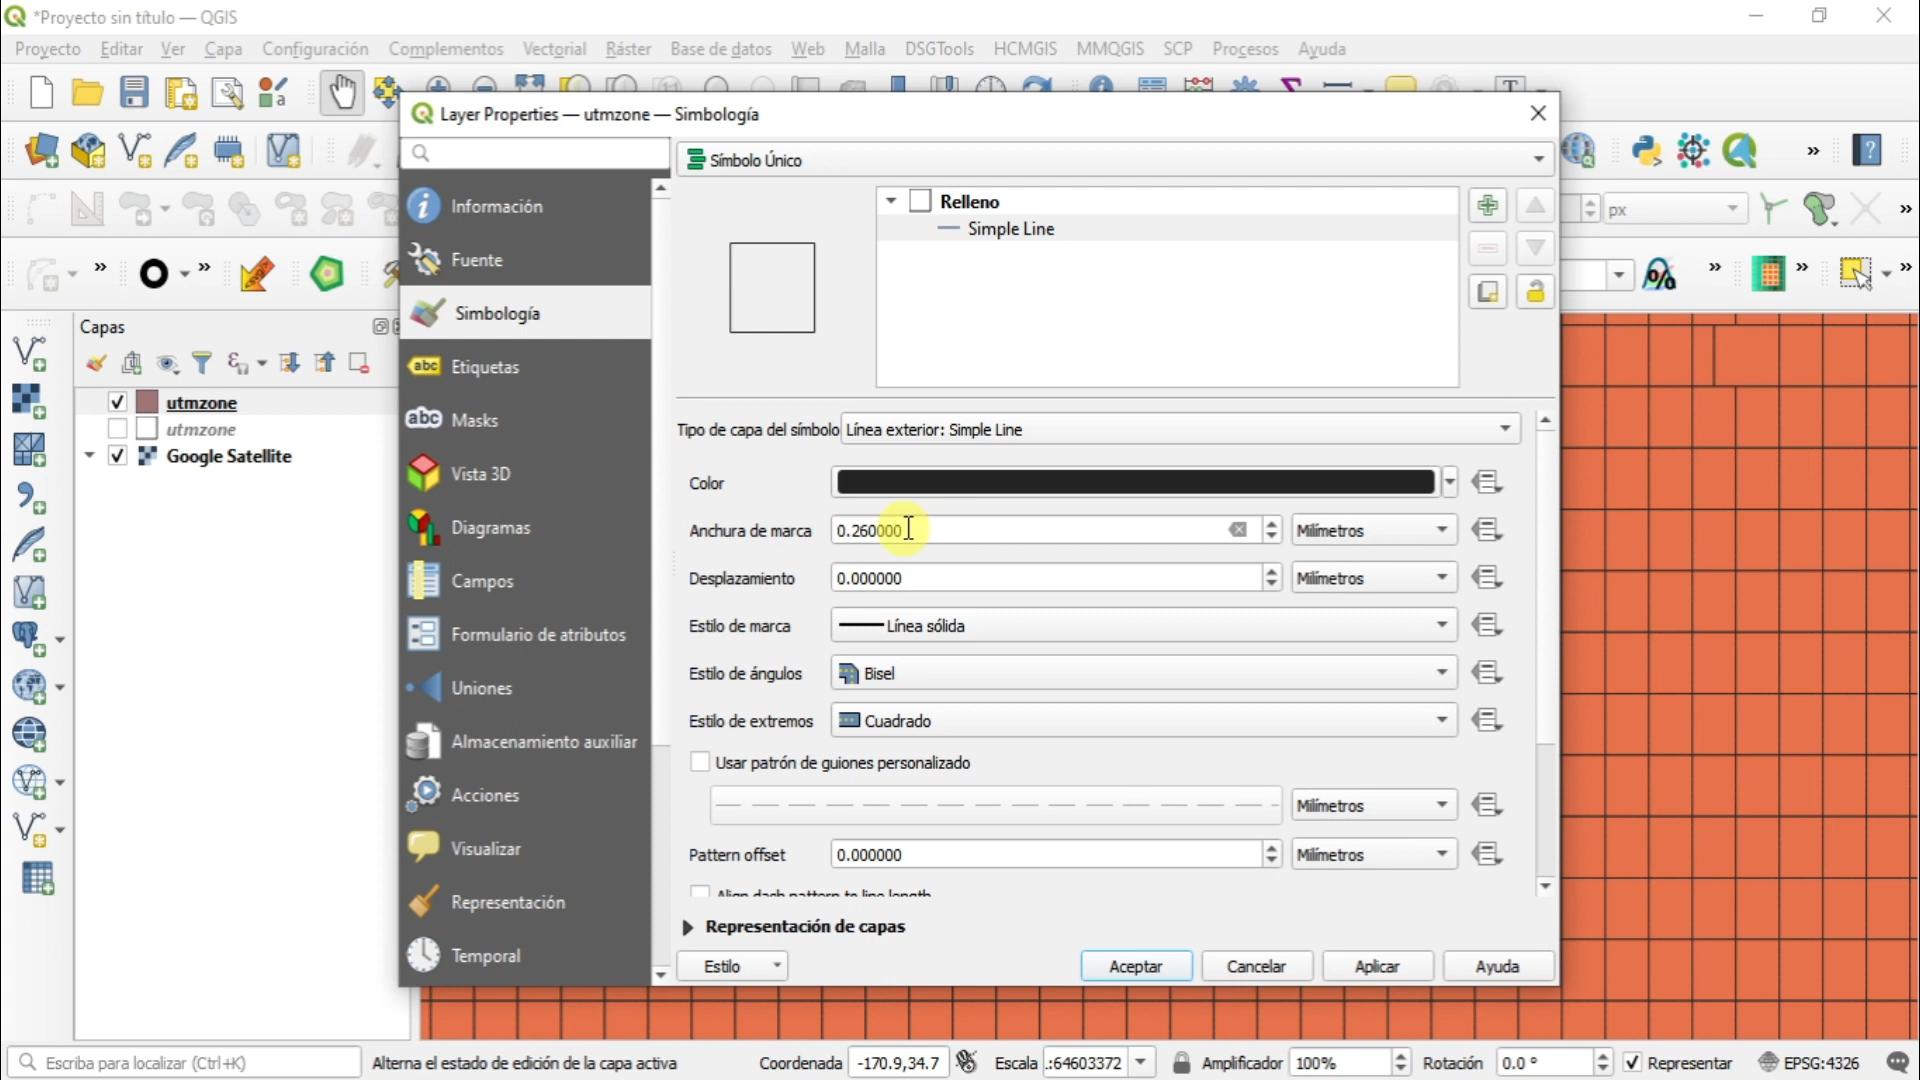 *Proyecto sin título — QGIS
Proyecto Editar Ver Capa Configuración Complementos Vectorial Ráster Base de datos Web Malla DSGTools HCMGIS MMQGIS SCP Procesos Ayuda
Layer Properties — utmzone — Simbología
Símbolo Único
Información
Fuente
Simbología
Etiquetas
Masks
Vista 3D
Diagramas
Campos
Formulario de atributos
Uniones
Almacenamiento auxiliar
Acciones
Visualizar
Representación
Temporal
Relleno
Simple Line
px
Capas
utmzone
utmzone
Google Satellite
Tipo de capa del símbolo Línea exterior: Simple Line
Color
Anchura de marca 0.260000 Milímetros
Desplazamiento 0.000000 Milímetros
Estilo de marca Línea sólida
Estilo de ángulos Bisel
Estilo de extremos Cuadrado
Usar patrón de guiones personalizado
Milímetros
Pattern offset 0.000000 Milímetros
Align dash pattern to line length
Representación de capas
Estilo Aceptar Cancelar Aplicar Ayuda
Escriba para localizar (Ctrl+K) Alterna el estado de edición de la capa activa Coordenada -170.9,34.7 Escala .:64603372 Amplificador 100% Rotación 0.0 ° Representar EPSG:4326